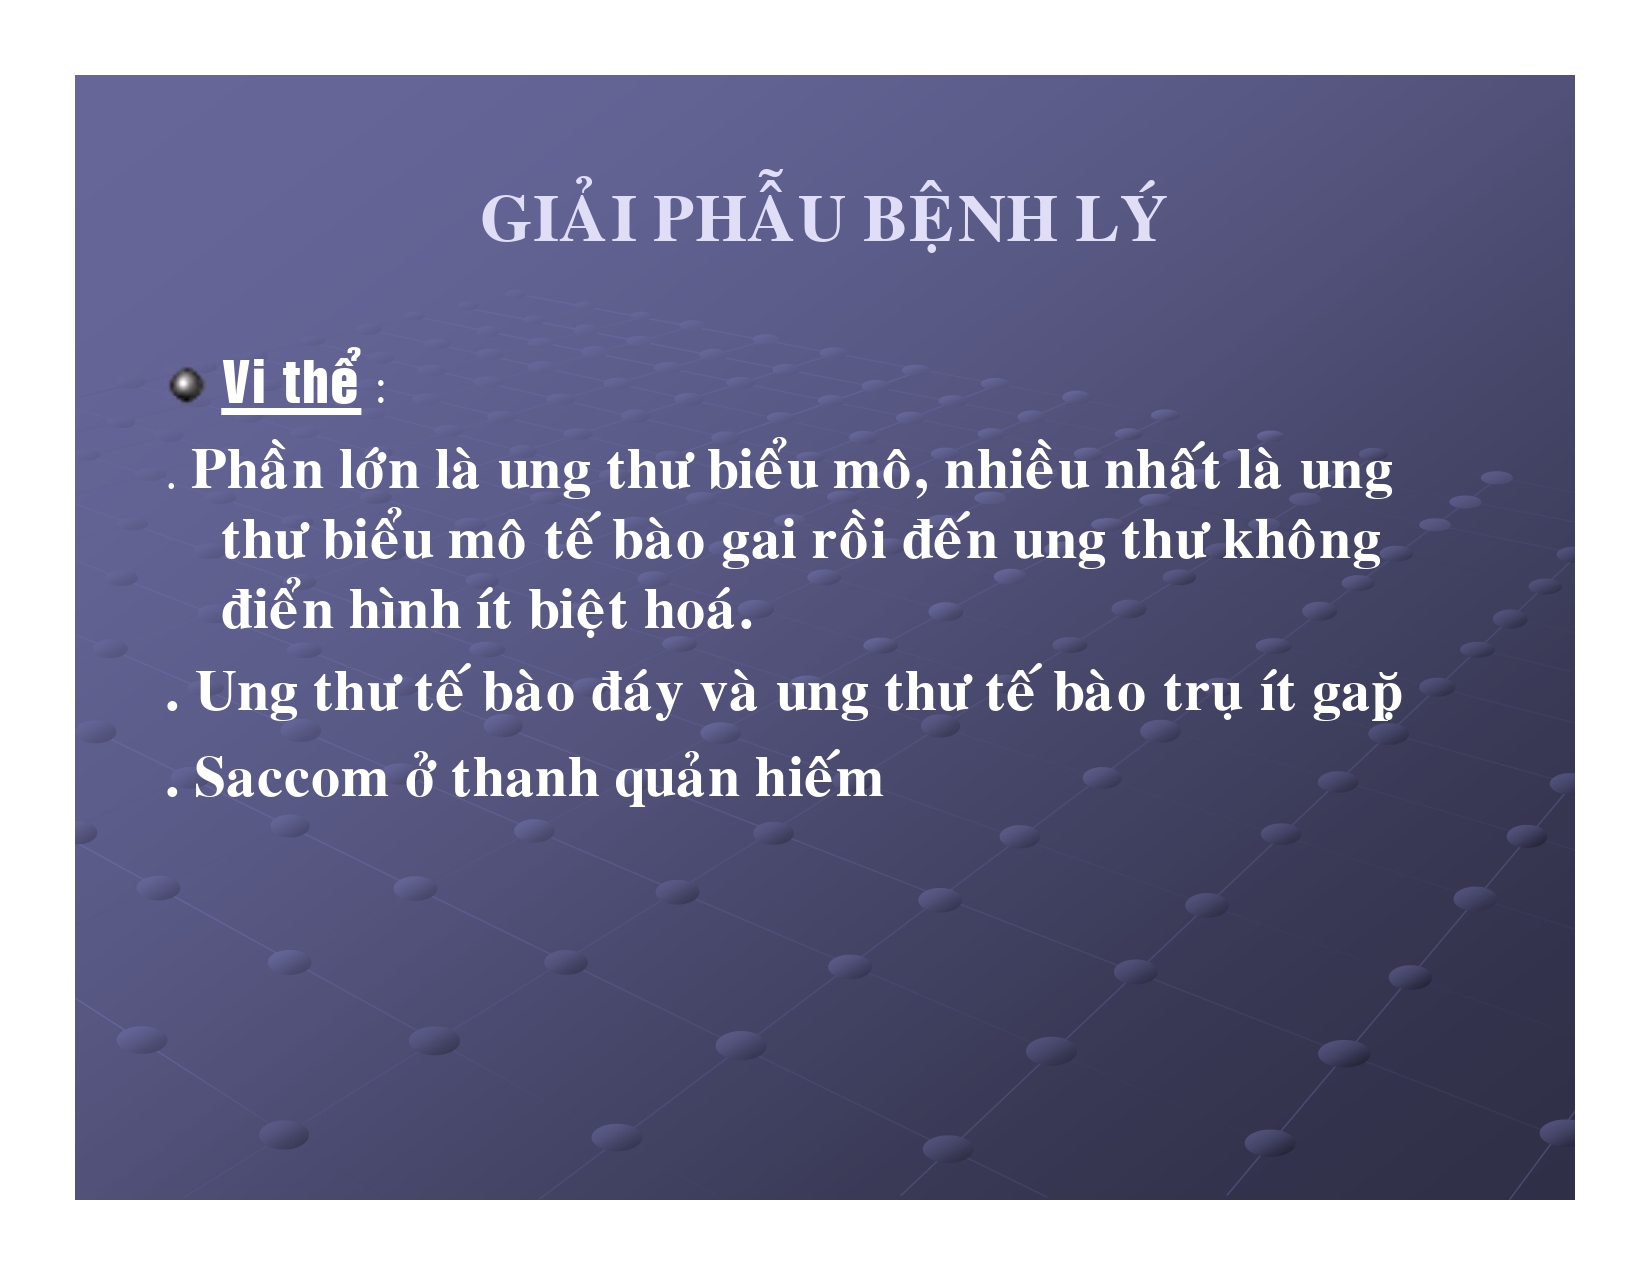 GIẢI PHẪU BỆNH LÝ
Vi thể :
. Phần lớn là ung thư biểu mô, nhiều nhất là ung
thư biểu mô tế bào gai rồi đến ung thư không
điển hình ít biệt hoá.
. Ung thư tế bào đáy và ung thư tế bào trụ ít gặp
. Saccom ở thanh quản hiếm